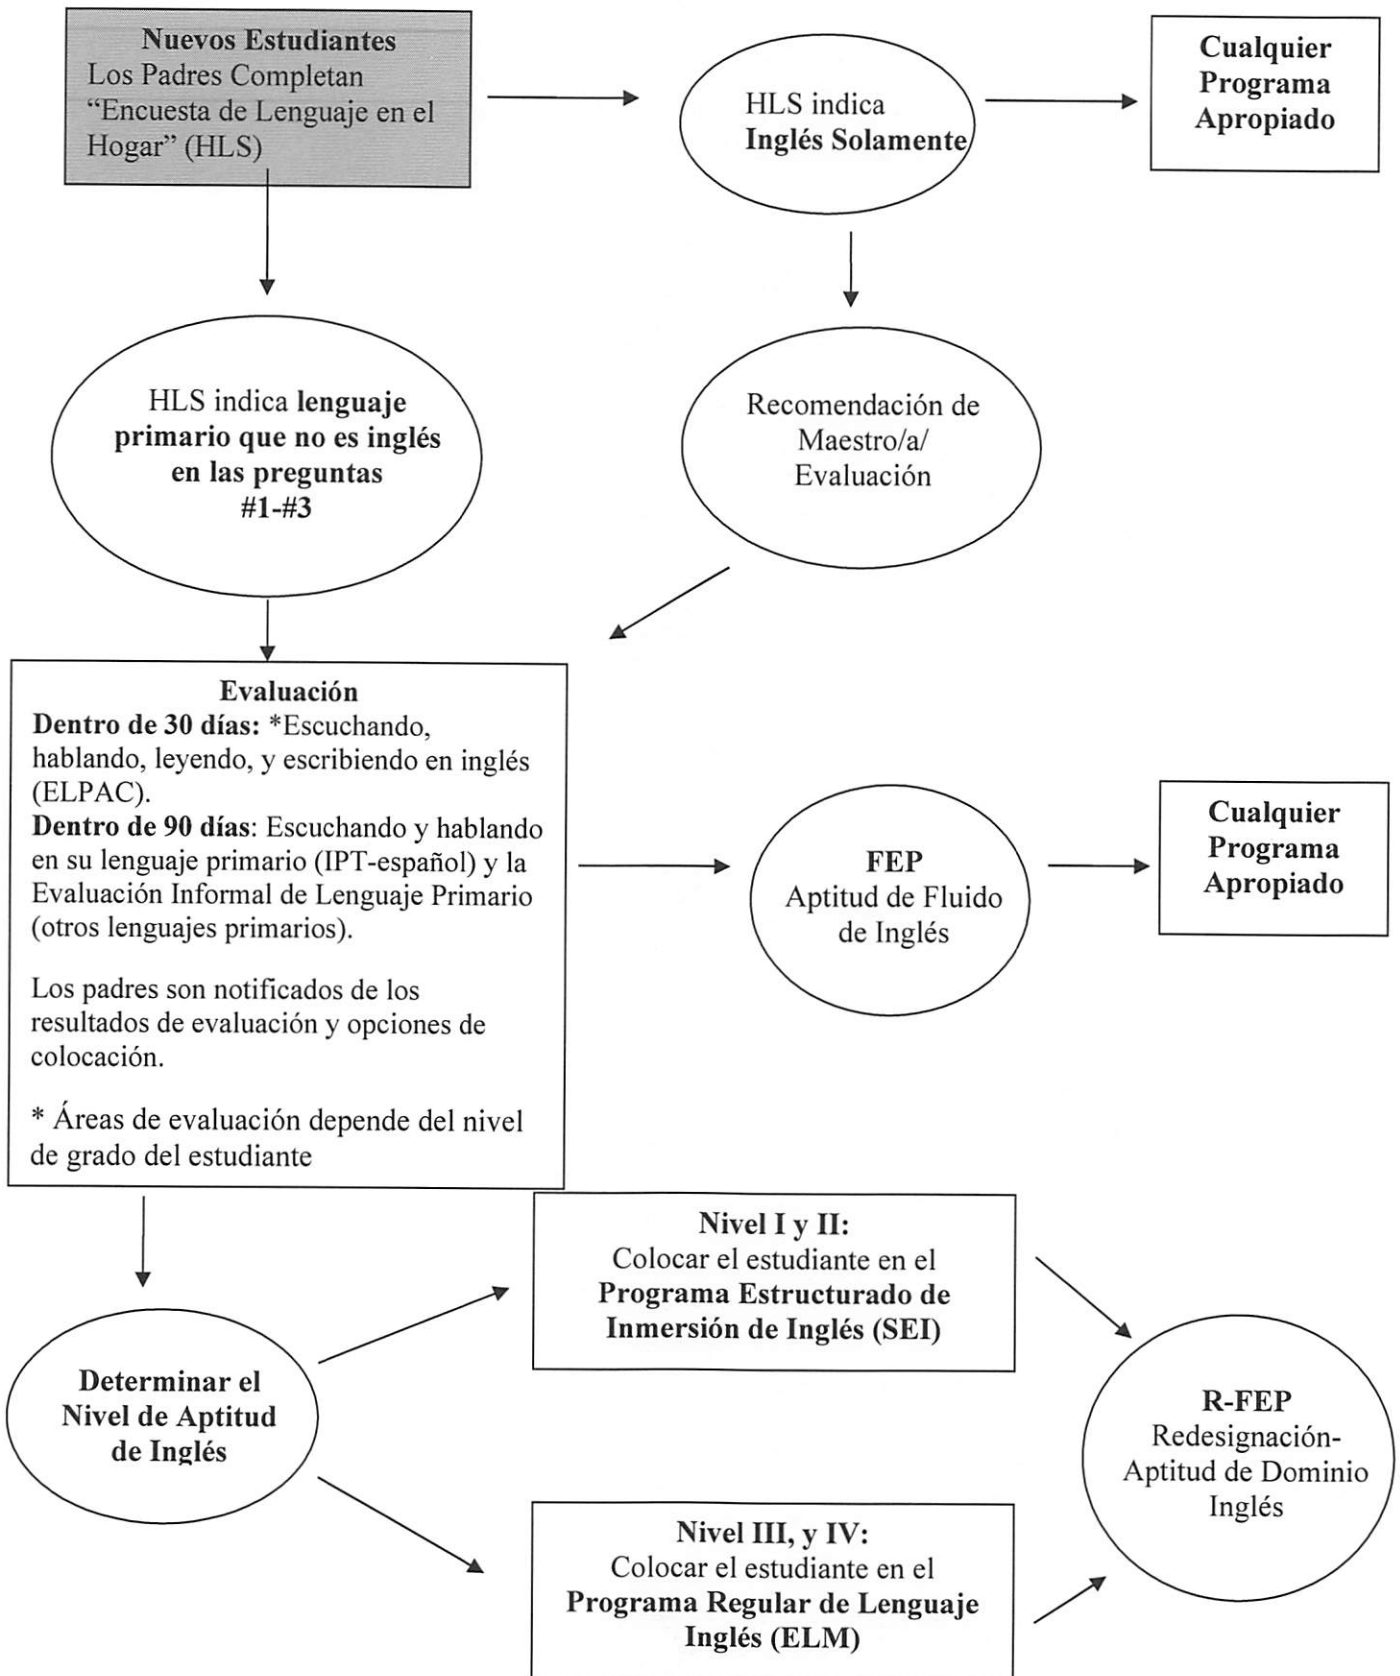 Nuevos Estudiantes
Los Padres Completan
“Encuesta de Lenguaje en el
Hogar” (HLS)
HLS indica
Inglés Solamente
Cualquier
Programa
Apropiado
HLS indica lenguaje
primario que no es inglés
en las preguntas
#1-#3
Recomendación de
Maestro/a/
Evaluación
Evaluación
Dentro de 30 días: *Escuchando,
hablando, leyendo, y escribiendo en inglés
(ELPAC).
Dentro de 90 días: Escuchando y hablando
en su lenguaje primario (IPT-español) y la
Evaluación Informal de Lenguaje Primario
(otros lenguajes primarios).
Los padres son notificados de los
resultados de evaluación y opciones de
colocación.
* Áreas de evaluación depende del nivel
de grado del estudiante
FEP
Aptitud de Fluido
de Inglés
Cualquier
Programa
Apropiado
Determinar el
Nivel de Aptitud
de Inglés
Nivel I y II:
Colocar el estudiante en el
Programa Estructurado de
Inmersión de Inglés (SEI)
Nivel III, y IV:
Colocar el estudiante en el
Programa Regular de Lenguaje
Inglés (ELM)
R-FEP
Redesignación-
Aptitud de Dominio
Inglés